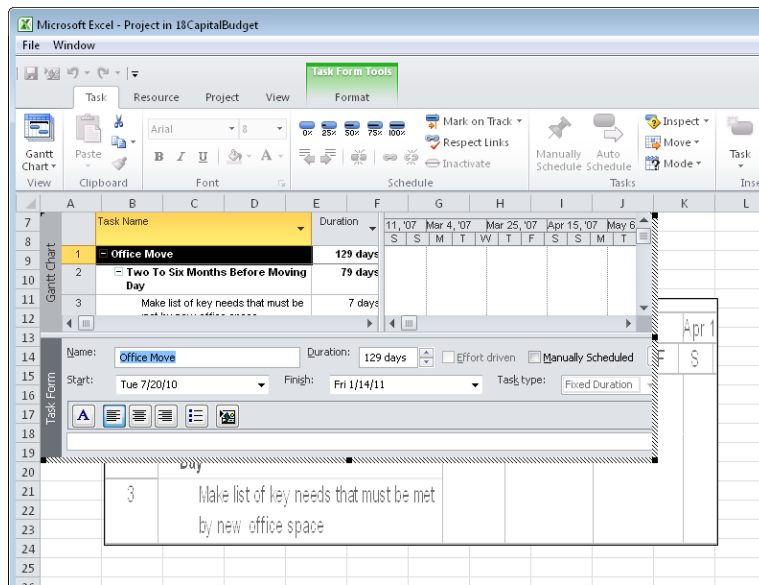 Microsoft Excel - Project in 18CapitalBudget
File Window
Task Form Tools
Task Resource Project View Format
Gantt Chart
View
Paste
Clipboard
Arial 8
B I U A
Font
0% 25% 50% 75% 100%
Mark on Track
Respect Links
Inactivate
Schedule
Manually Schedule
Auto Schedule
Inspect
Move
Mode
Tasks
Task
Inse
A B C D E F G H I J K L
7
8
9
10
11
12
13
14
15
16
17
18
19
20
21
22
23
24
25
Gantt Chart
Task Name Duration
11, '07 Mar 4, '07 Mar 25, '07 Apr 15, '07 May 6
S S M T W T F S S M T
1 Office Move 129 days
2 Two To Six Months Before Moving Day 79 days
3 Make list of key needs that must be 7 days
Task Form
Name: Office Move Duration: 129 days Effort driven Manually Scheduled
Start: Tue 7/20/10 Finish: Fri 1/14/11 Task type: Fixed Duration
A
Apr 1
F S
Day
3 Make list of key needs that must be met
by new office space